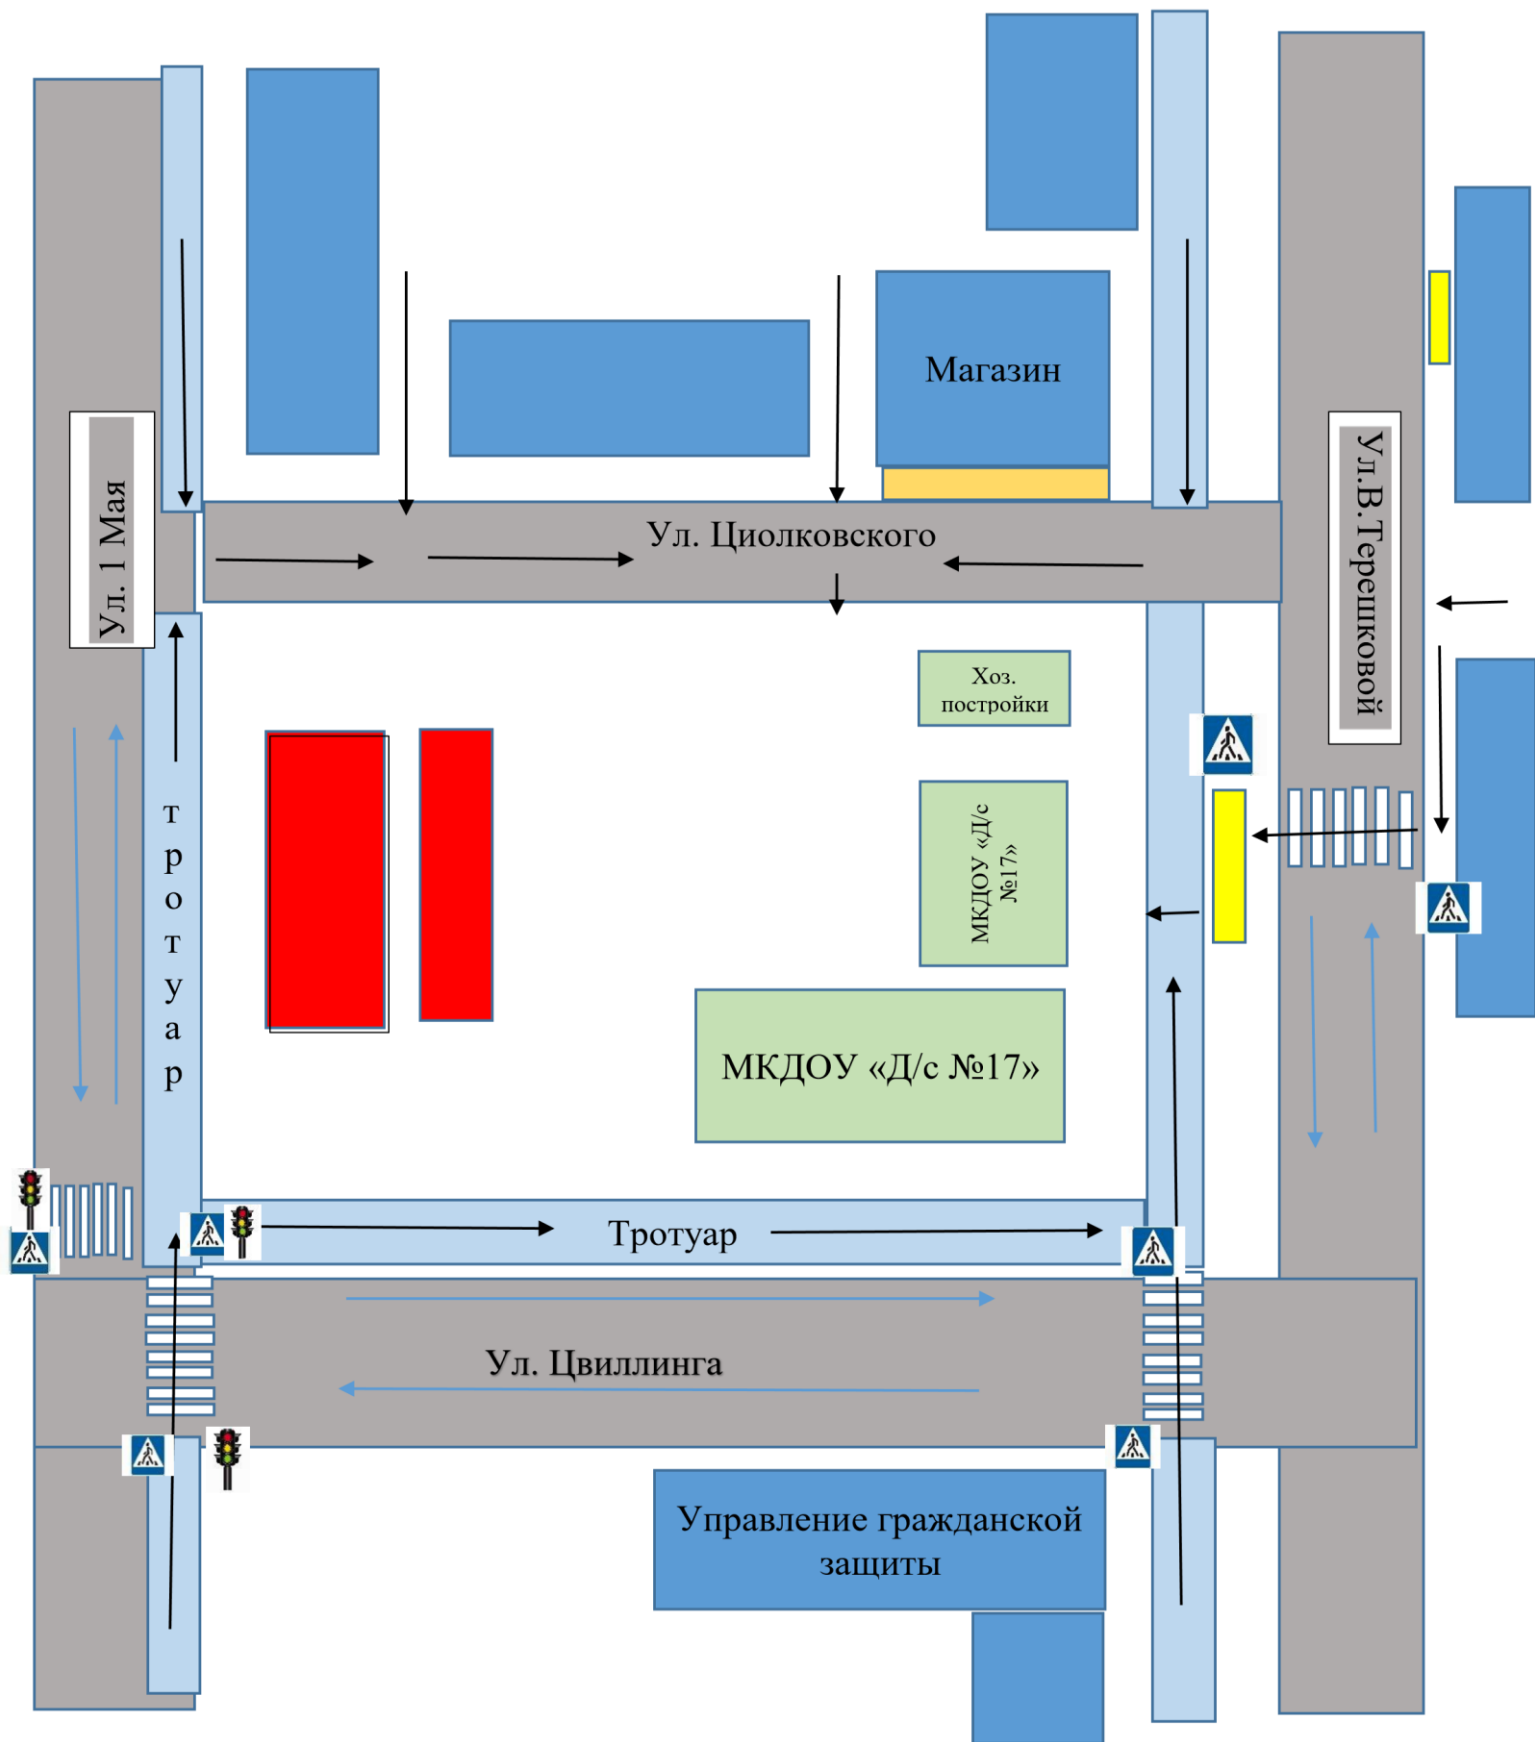 Магазин
Ул. Циолковского
Ул. 1 Мая
Ул.В.Терешковой
Хоз.
постройки
тротуар
МКДОУ «Д/с
№17»
МКДОУ «Д/с №17»
Тротуар
Ул. Цвиллинга
Управление гражданской
защиты